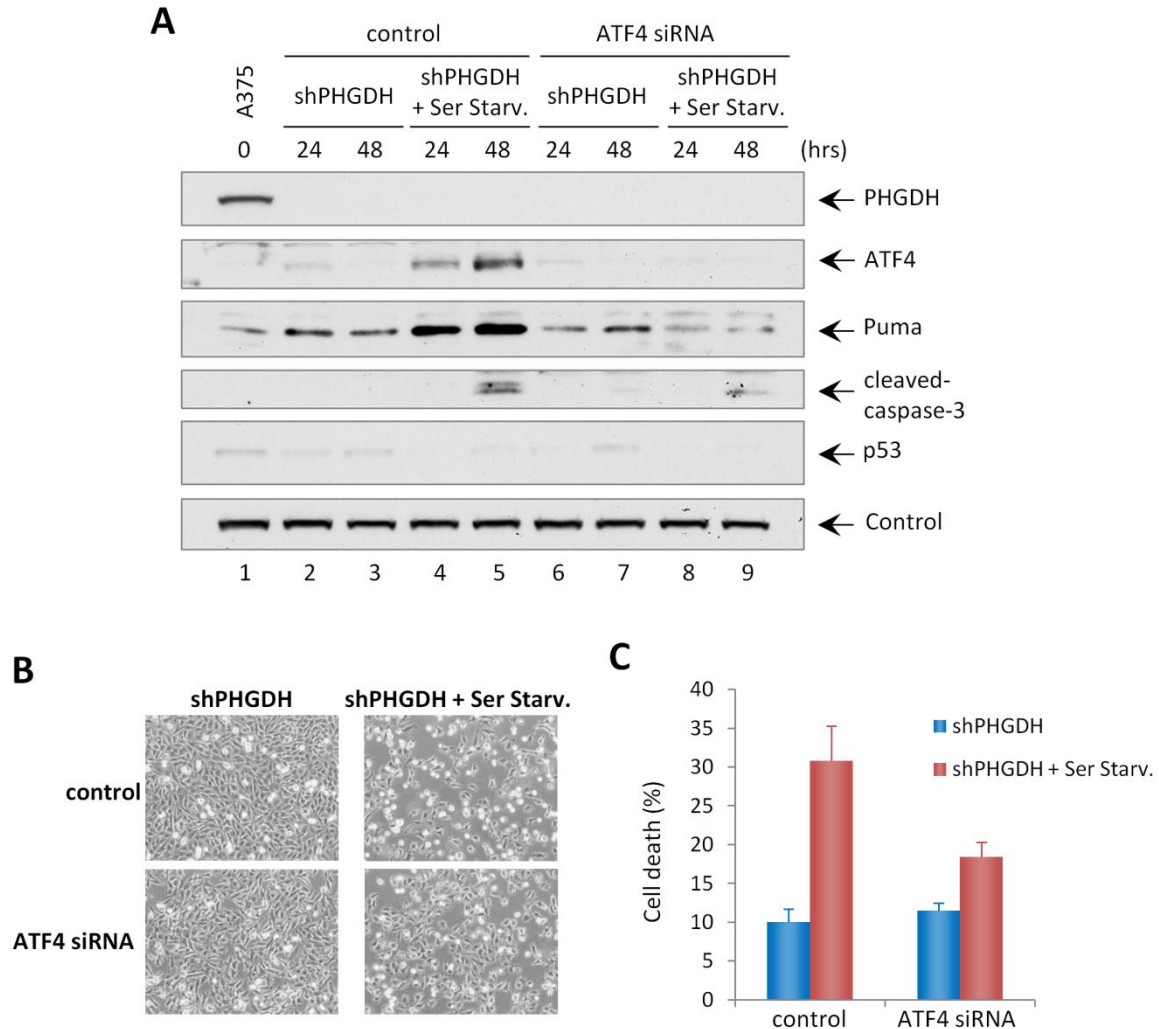 A
control ATF4 siRNA
A375 shPHGDH shPHGDH + Ser Starv. shPHGDH shPHGDH + Ser Starv.
0 24 48 24 48 24 48 24 48 (hrs)
PHGDH
ATF4
Puma
cleaved-
caspase-3
p53
Control
1 2 3 4 5 6 7 8 9
B
shPHGDH shPHGDH + Ser Starv.
control
ATF4 siRNA
C
Cell death (%)
40
35
30
25
20
15
10
5
0
control ATF4 siRNA
shPHGDH
shPHGDH + Ser Starv.